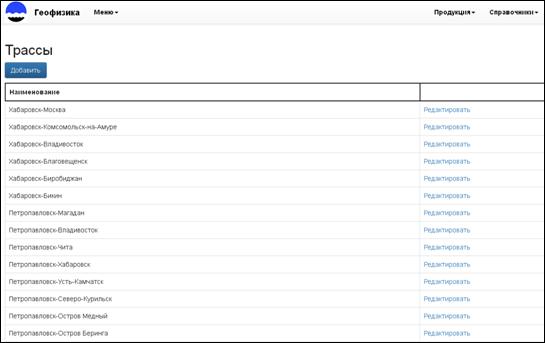 Геофизика Меню Продукция Справочники
Трассы
Добавить
Наименование
Хабаровск-Москва Редактировать
Хабаровск-Комсомольск-на-Амуре Редактировать
Хабаровск-Владивосток Редактировать
Хабаровск-Благовещенск Редактировать
Хабаровск-Биробиджан Редактировать
Хабаровск-Бикин Редактировать
Петропавловск-Магадан Редактировать
Петропавловск-Владивосток Редактировать
Петропавловск-Чита Редактировать
Петропавловск-Хабаровск Редактировать
Петропавловск-Усть-Камчатск Редактировать
Петропавловск-Северо-Курильск Редактировать
Петропавловск-Остров Медный Редактировать
Петропавловск-Остров Беринга Редактировать